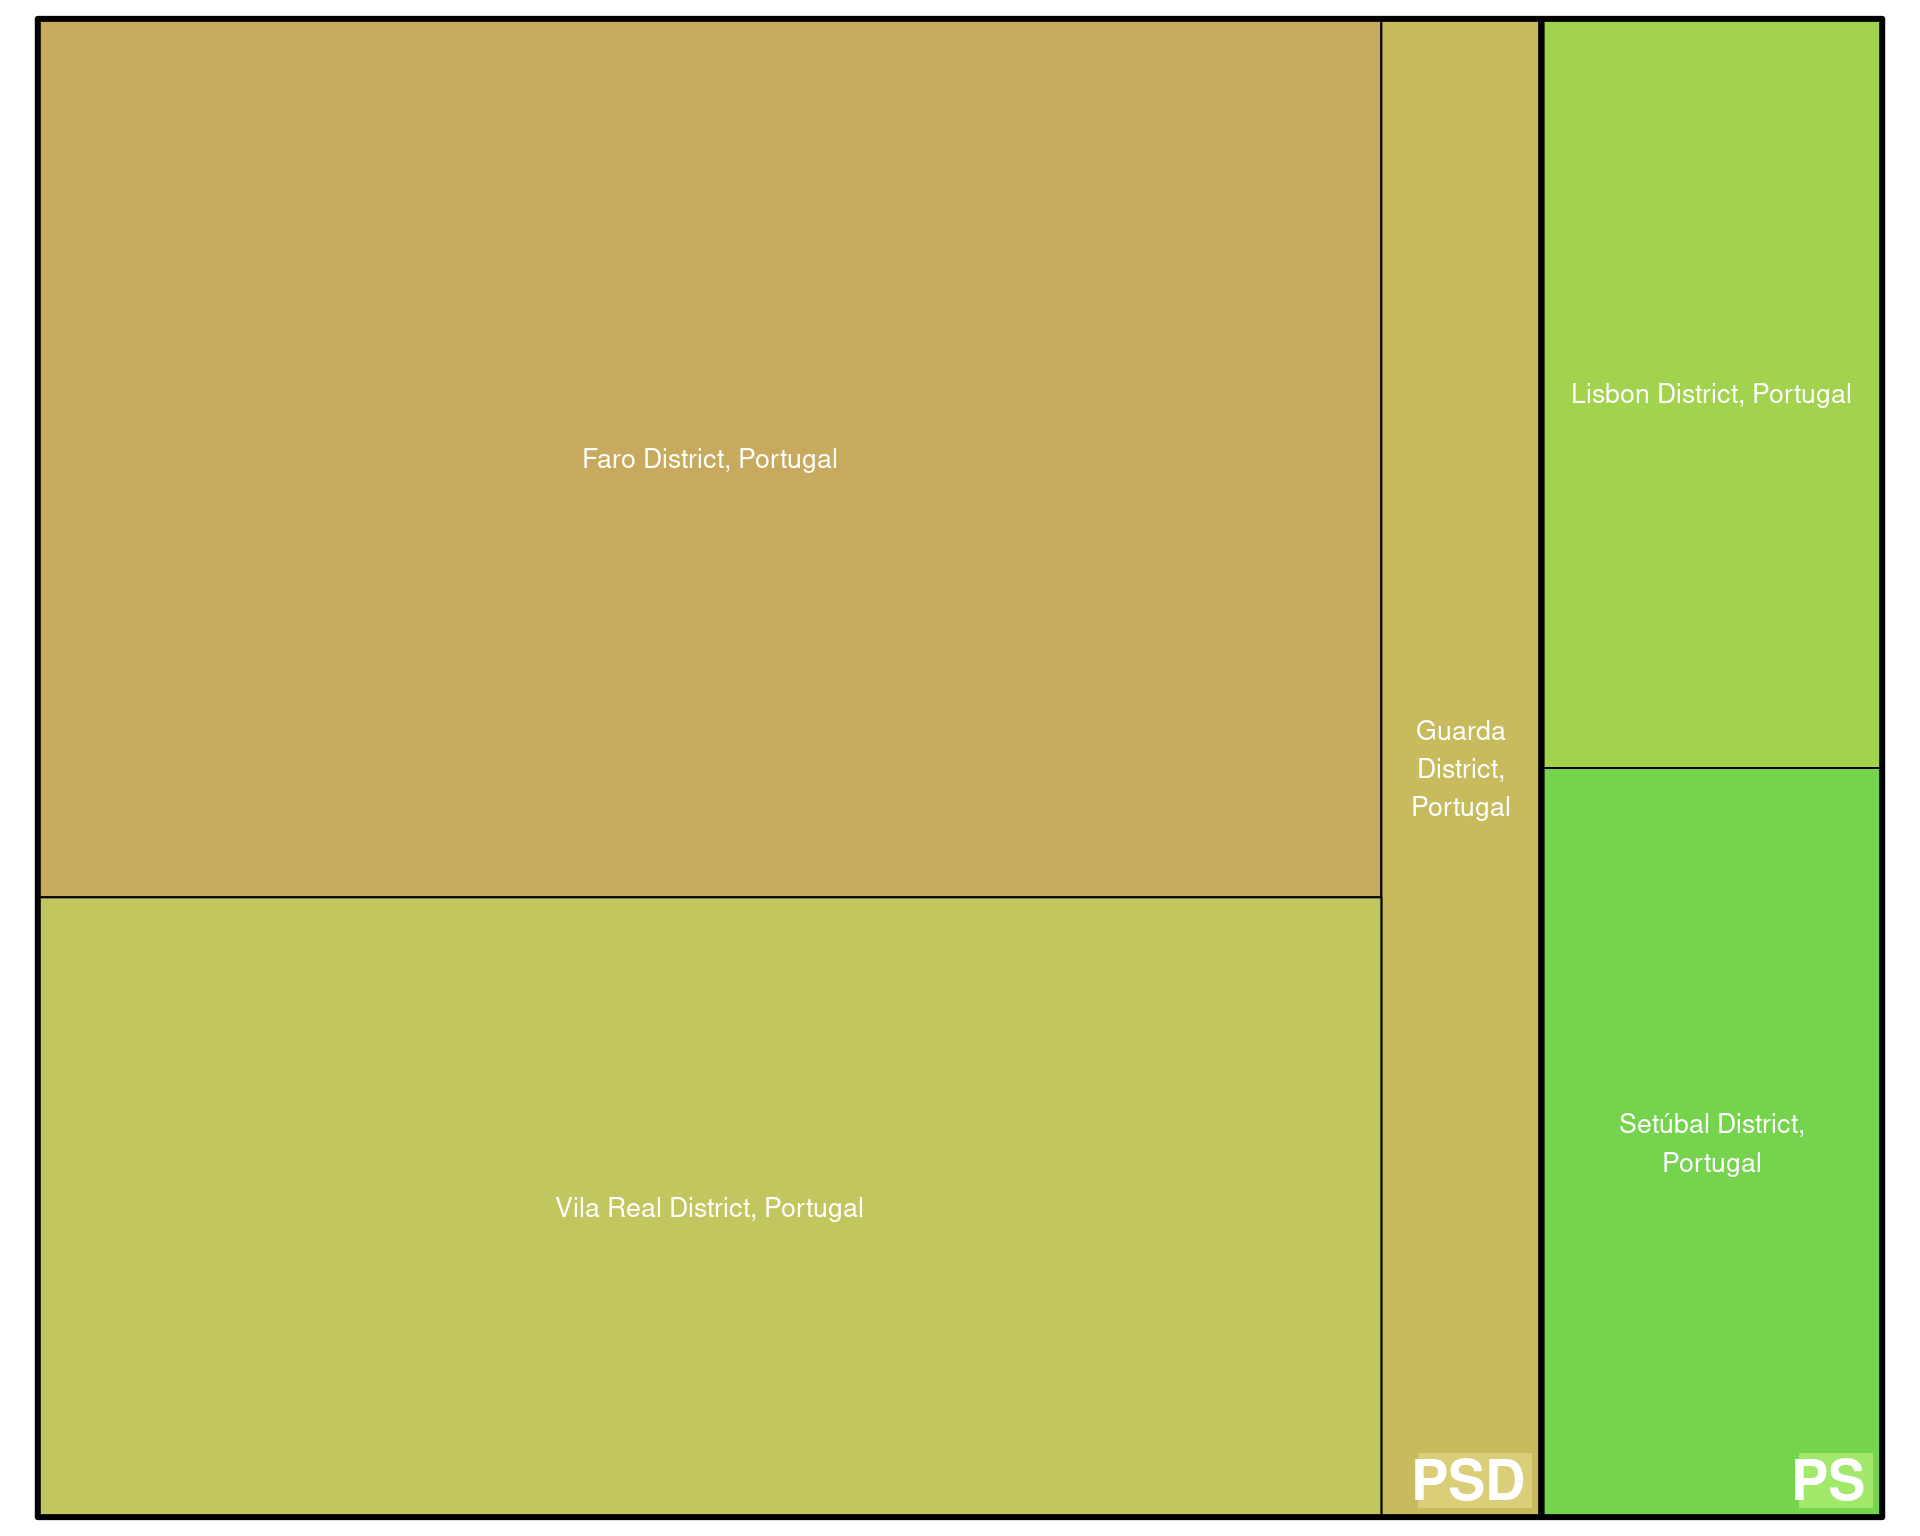 Faro District, Portugal
Vila Real District, Portugal
Guarda
District,
Portugal
PSD
Lisbon District, Portugal
Setúbal District,
Portugal
PS